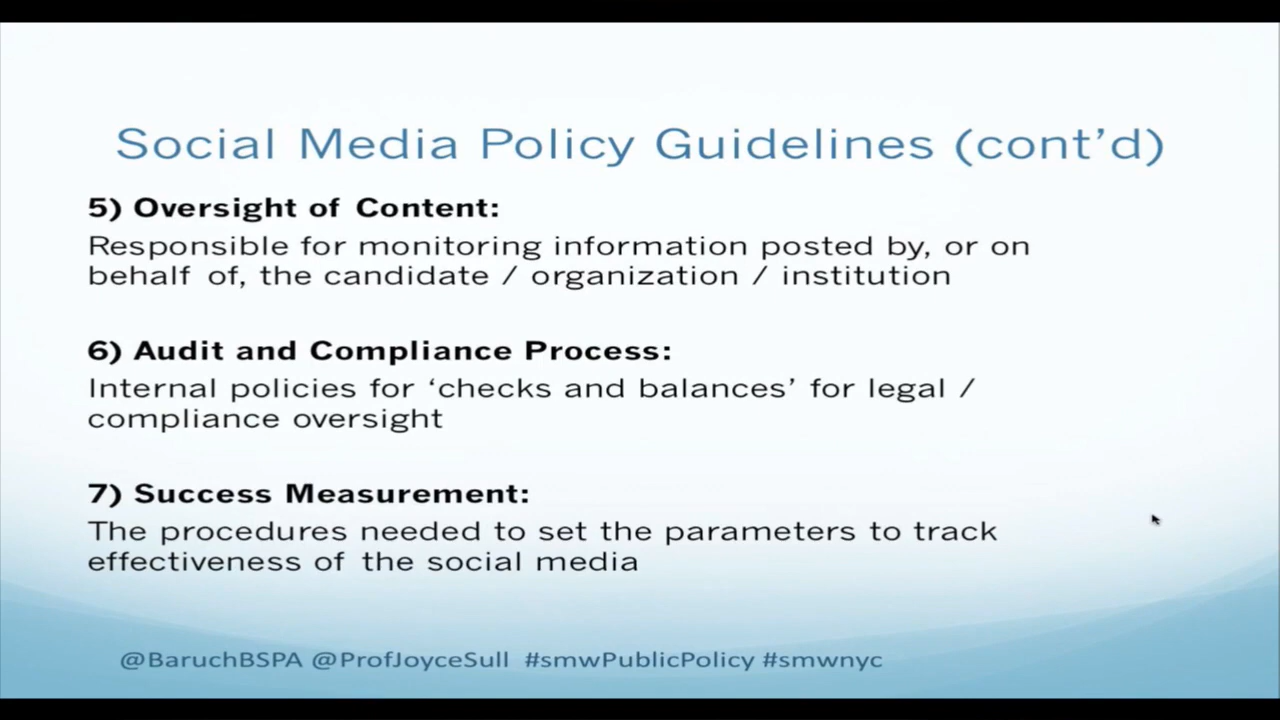 Social Media Policy Guidelines (cont’d)
5) Oversight of Content:
Responsible for monitoring information posted by, or on
behalf of, the candidate / organization / institution
6) Audit and Compliance Process:
Internal policies for ‘checks and balances’ for legal /
compliance oversight
7) Success Measurement:
The procedures needed to set the parameters to track
effectiveness of the social media
@BaruchBSPA @ProfJoyceSull #smwPublicPolicy #smwnyc